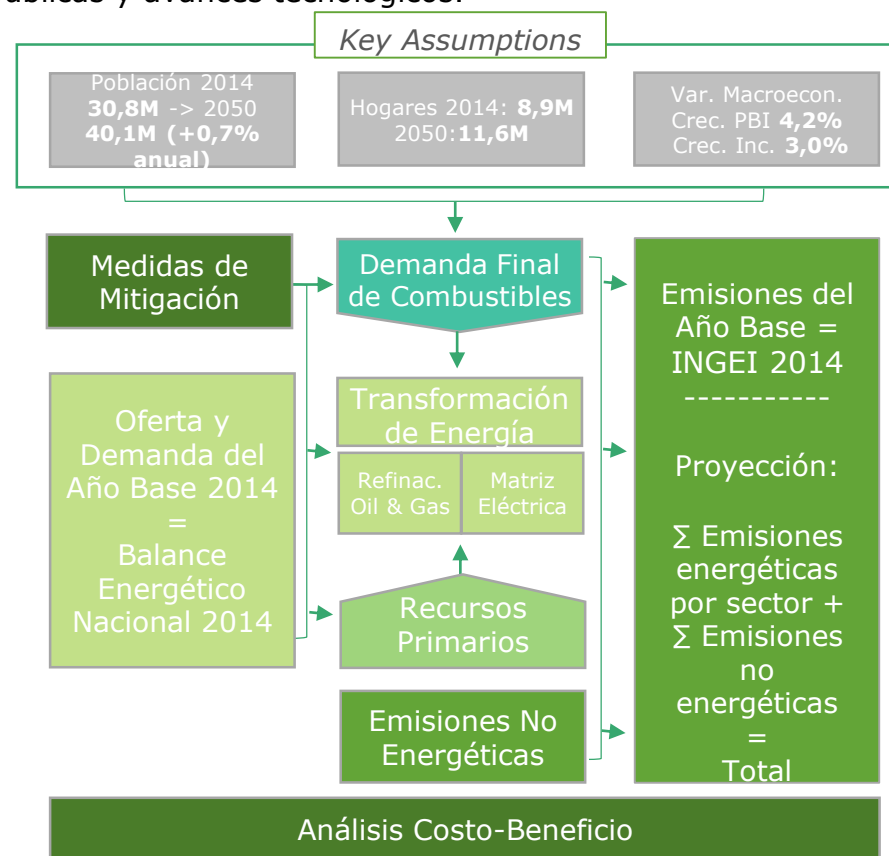 úblicas y avances tecnológicos.
Key Assumptions
Población 2014
30,8M -> 2050
40,1M (+0,7%
anual)
Hogares 2014: 8,9M
2050:11,6M
Var. Macroecon.
Crec. PBI 4,2%
Crec. Inc. 3,0%
Medidas de
Mitigación
Demanda Final
de Combustibles
Oferta y
Demanda del
Año Base 2014
=
Balance
Energético
Nacional 2014
Transformación
de Energía
Refinac.
Oil & Gas
Matriz
Eléctrica
Recursos
Primarios
Emisiones No
Energéticas
Emisiones del
Año Base =
INGEI 2014
-----------
Proyección:
∑ Emisiones
energéticas
por sector +
∑ Emisiones
no
energéticas
=
Total
Análisis Costo-Beneficio